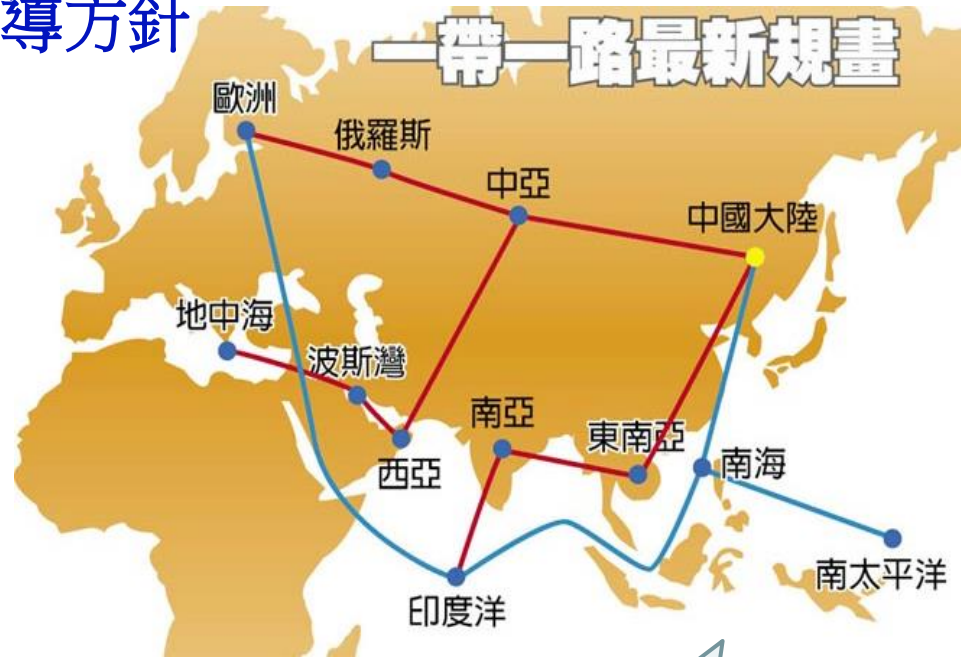 導方針
一帶一路最新規畫
歐洲
俄羅斯
中亞
中國大陸
地中海
波斯灣
南亞
東南亞
南海
西亞
南太平洋
印度洋